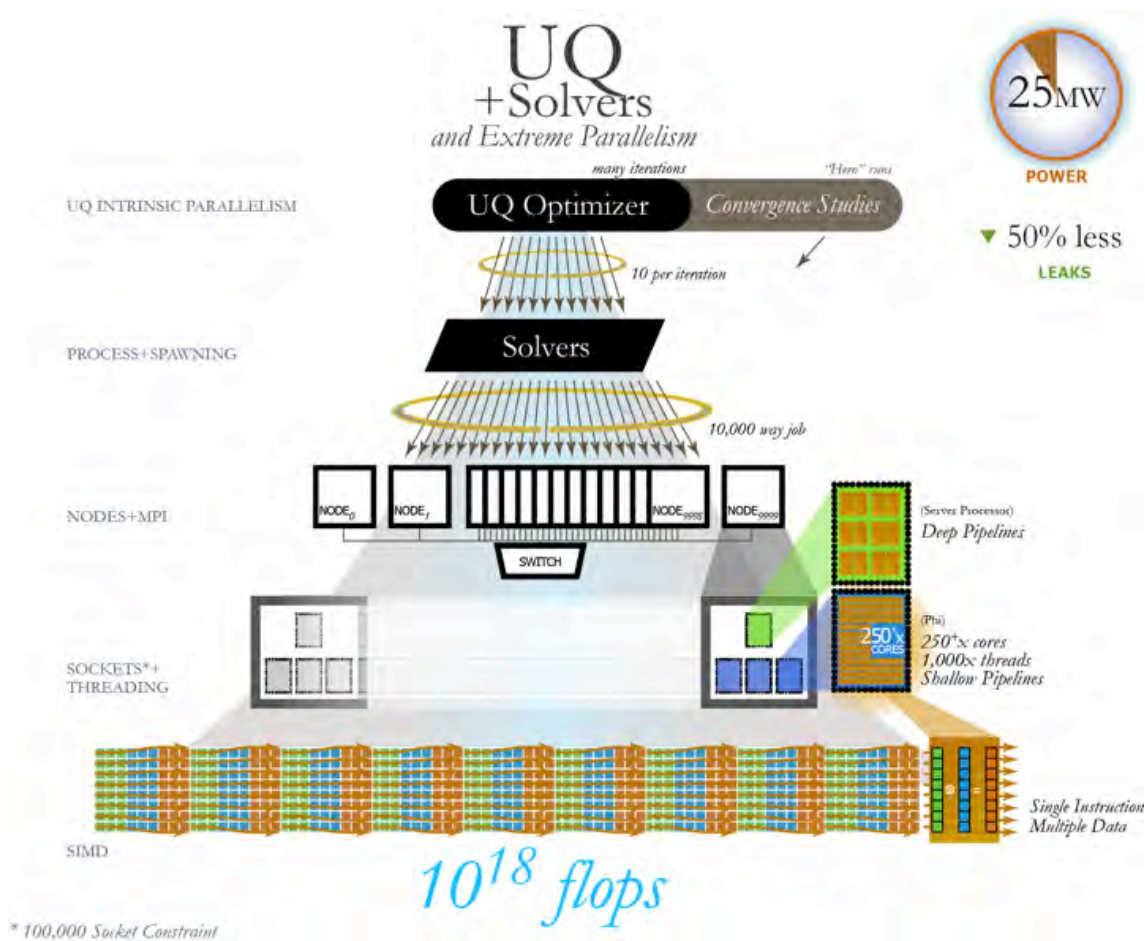 UQ
+Solvers
and Extreme Parallelism
25MW
POWER
▼ 50% less
LEAKS
many iterations
"Hero" runs
UQ INTRINSIC PARALLELISM
UQ Optimizer
Convergence Studies
10 per iteration
PROCESS+SPAWNING
Solvers
10,000 way job
NODES+MPI
NODE0
NODE1
NODE9998
NODE9999
SWITCH
(Server Processor)
Deep Pipelines
SOCKETS*+
THREADING
250+x
CORES
(Phi)
250+x cores
1,000x threads
Shallow Pipelines
Single Instruction
Multiple Data
SIMD
10^18 flops
* 100,000 Socket Constraint